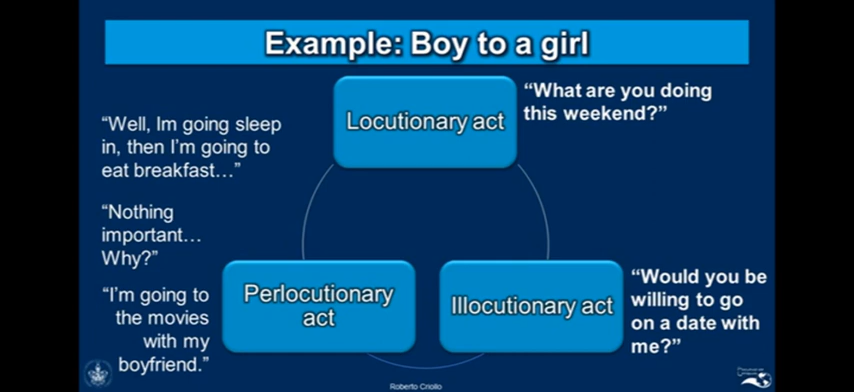 Example: Boy to a girl
Locutionary act
“What are you doing
this weekend?”
“Well, Im going sleep
in, then I’m going to
eat breakfast…”
“Nothing
important…
Why?”
“I’m going to
the movies
with my
boyfriend.”
Perlocutionary
act
Illocutionary act
“Would you be
willing to go
on a date with
me?”
Roberto Criollo